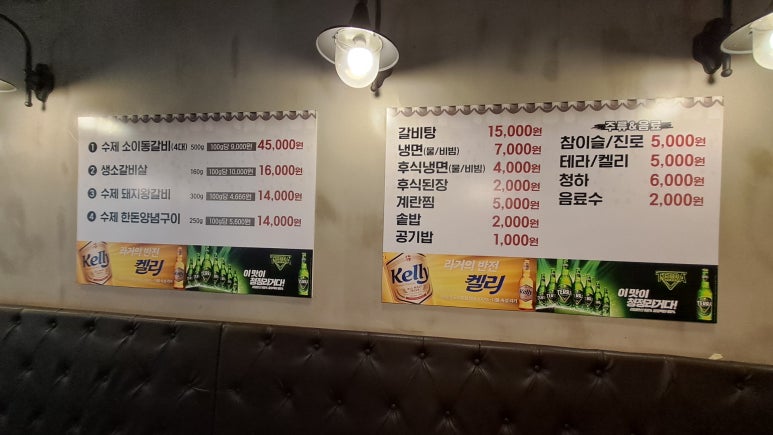 1 수제 소이동갈비(4대) 500g 100g당 9,000원 45,000원
2 생소갈비살 160g 100g당 10,000원 16,000원
3 수제 돼지왕갈비 300g 100g당 4,666원 14,000원
4 수제 한돈양념구이 250g 100g당 5,600원 14,000원
라거의 반전
Kelly 켈리
이 맛이
청정라거다!
TERRA
갈비탕 15,000원
냉면(물/비빔) 7,000원
후식냉면(물/비빔) 4,000원
후식된장 2,000원
계란찜 5,000원
솥밥 2,000원
공기밥 1,000원
주류&음료
참이슬/진로 5,000원
테라/켈리 5,000원
청하 6,000원
음료수 2,000원
라거의 반전
Kelly 켈리
이 맛이
청정라거다!
TERRA